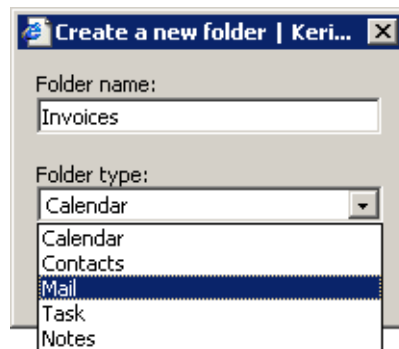 Create a new folder | Keri...
Folder name:
Invoices
Folder type:
Calendar
Calendar
Contacts
Mail
Task
Notes